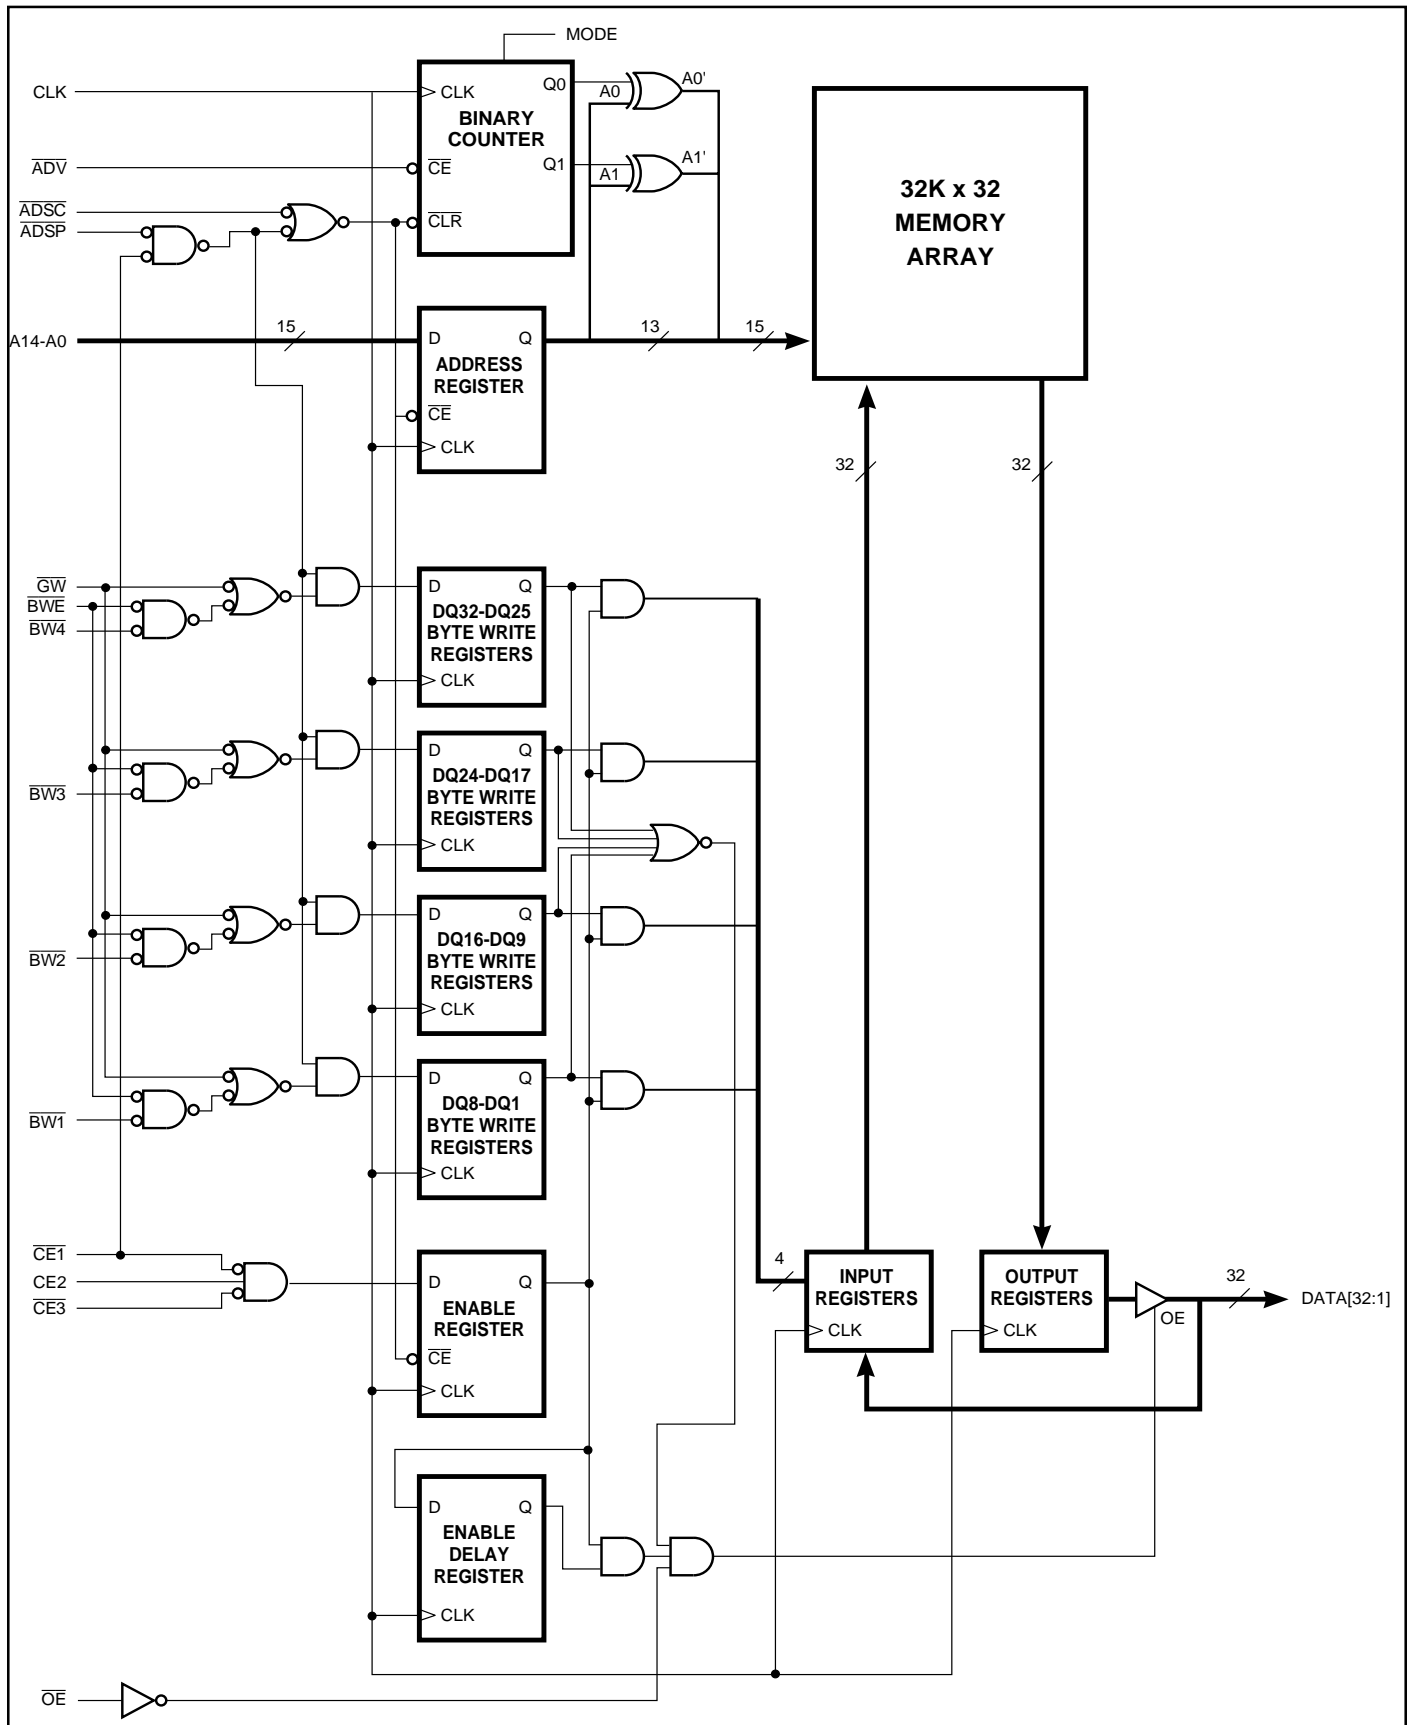 MODE
CLK
CLK
Q0
A0
A0'
BINARY
COUNTER
ADV
CE
Q1
A1
A1'
32K x 32
MEMORY
ARRAY
ADSC
ADSP
CLR
A14-A0
15
D
Q
13
15
ADDRESS
REGISTER
CE
CLK
32
32
GW
BWE
BW4
D
Q
DQ32-DQ25
BYTE WRITE
REGISTERS
CLK
BW3
D
Q
DQ24-DQ17
BYTE WRITE
REGISTERS
CLK
BW2
D
Q
DQ16-DQ9
BYTE WRITE
REGISTERS
CLK
BW1
D
Q
DQ8-DQ1
BYTE WRITE
REGISTERS
CLK
CE1
CE2
CE3
D
Q
ENABLE
REGISTER
CE
CLK
4
INPUT
REGISTERS
CLK
OUTPUT
REGISTERS
CLK
OE
32
DATA[32:1]
D
Q
ENABLE
DELAY
REGISTER
CLK
OE